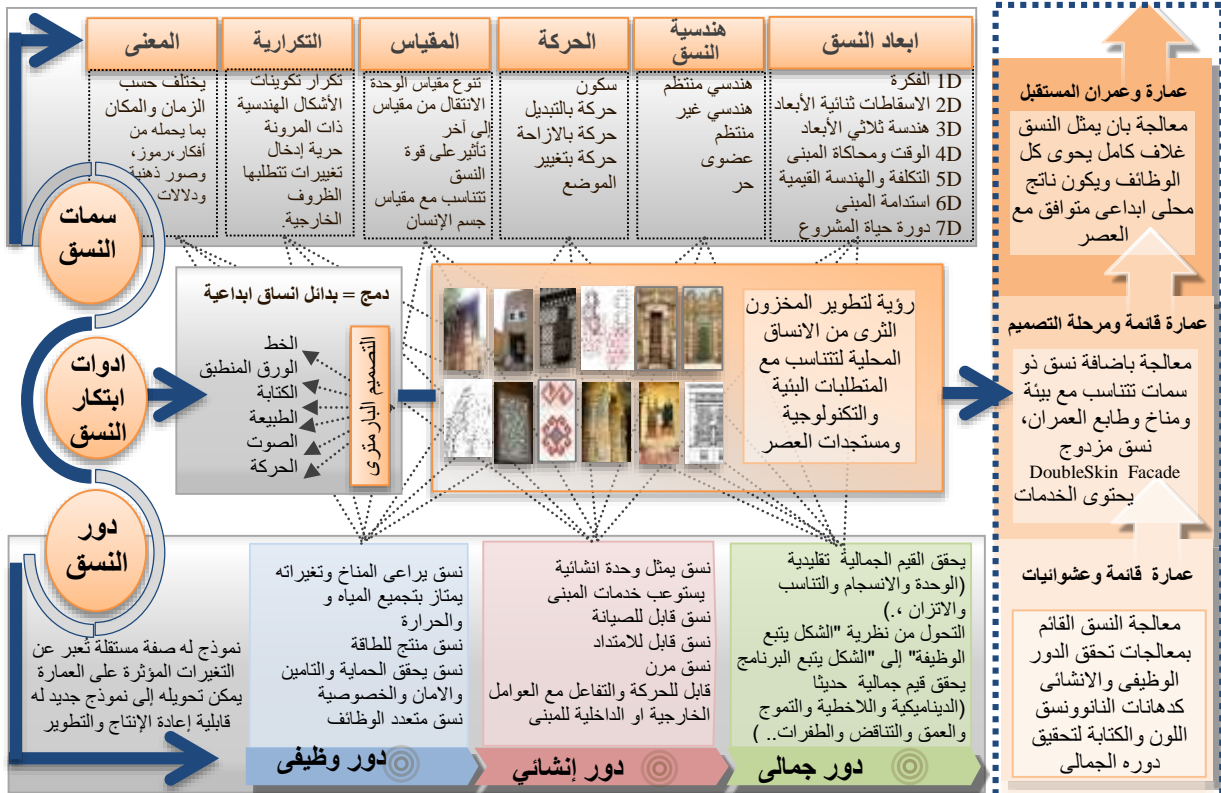 ابعاد النسق
1D الفكرة
2D الاسقاطات ثنائية الأبعاد
3D هندسة ثلاثي الأبعاد
4D الوقت ومحاكاة المبنى
5D التكلفة والهندسة القيمية
6D استدامة المبنى
7D دورة حياة المشروع
هندسية
النسق
هندسي منتظم
هندسي غير
منتظم
عضوى
حر
الحركة
سكون
حركة بالتبديل
حركة بالازاحة
حركة بتغيير
الموضع
المقياس
تنوع مقياس الوحدة
الانتقال من مقياس
إلى آخر
تأثير على قوة
النسق
تتناسب مع مقياس
جسم الإنسان
التكرارية
تكرار تكوينات
الأشكال الهندسية
ذات المرونة
حرية إدخال
تغييرات تتطلبها
الظروف
الخارجية.
المعنى
يختلف حسب
الزمان والمكان
بما يحمله من
أفكار،رموز،
وصور ذهنية
ودلالات
سمات
النسق
ادوات
ابتكار
النسق
دور
النسق
دمج = بدائل انساق ابداعية
التصميم البارامترى
الخط
الورق المنطبق
الكتابة
الطبيعة
الصوت
الحركة
رؤية لتطوير المخزون
الثرى من الانساق
المحلية لتتناسب مع
المتطلبات البئية
والتكنولوجية
ومستجدات العصر
يحقق القيم الجمالية تقليدية
(الوحدة والانسجام والتناسب
والاتزان ،.)
التحول من نظرية "الشكل يتبع
الوظيفة" إلى "الشكل يتبع البرنامج
يحقق قيم جمالية حديثا
(الديناميكية واللاخطية والتموج
والعمق والتناقض والطفرات.. )
دور جمالى
نسق يمثل وحدة انشائية
يستوعب خدمات المبنى
نسق قابل للصيانة
نسق قابل للامتداد
نسق مرن
قابل للحركة والتفاعل مع العوامل
الخارجية او الداخلية للمبنى
دور إنشائي
نسق يراعى المناخ وتغيراته
يمتاز بتجميع المياه و
والحرارة
نسق منتج للطاقة
نسق يحقق الحماية والتامين
والامان والخصوصية
نسق متعدد الوظائف
دور وظيفى
نموذج له صفة مستقلة تُعبر عن
التغيرات المؤثرة على العمارة
يمكن تحويله إلى نموذج جديد له
قابلية إعادة الإنتاج والتطوير
عمارة وعمران المستقبل
معالجة بان يمثل النسق
غلاف كامل يحوى كل
الوظائف ويكون ناتج
محلى ابداعى متوافق مع
العصر
عمارة قائمة ومرحلة التصميم
معالجة باضافة نسق ذو
سمات تتناسب مع بيئة
ومناخ وطابع العمران،
نسق مزدوج
DoubleSkin Facade
يحتوى الخدمات
عمارة قائمة وعشوائيات
معالجة النسق القائم
بمعالجات تحقق الدور
الوظيفى والانشائى
كدهانات النانوونسق
اللون والكتابة لتحقيق
دوره الجمالى